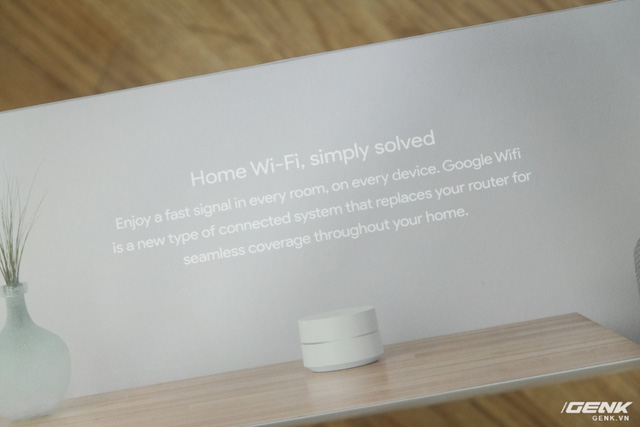 Home Wi-Fi, simply solved
Enjoy a fast signal in every room, on every device. Google Wifi
is a new type of connected system that replaces your router for
seamless coverage throughout your home.
GENK
GENK.VN